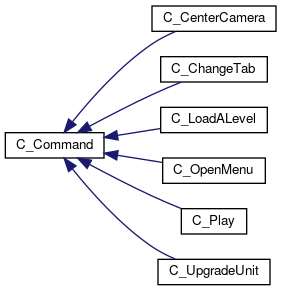 C_CenterCamera
C_ChangeTab
C_LoadALevel
C_Command
C_OpenMenu
C_Play
C_UpgradeUnit